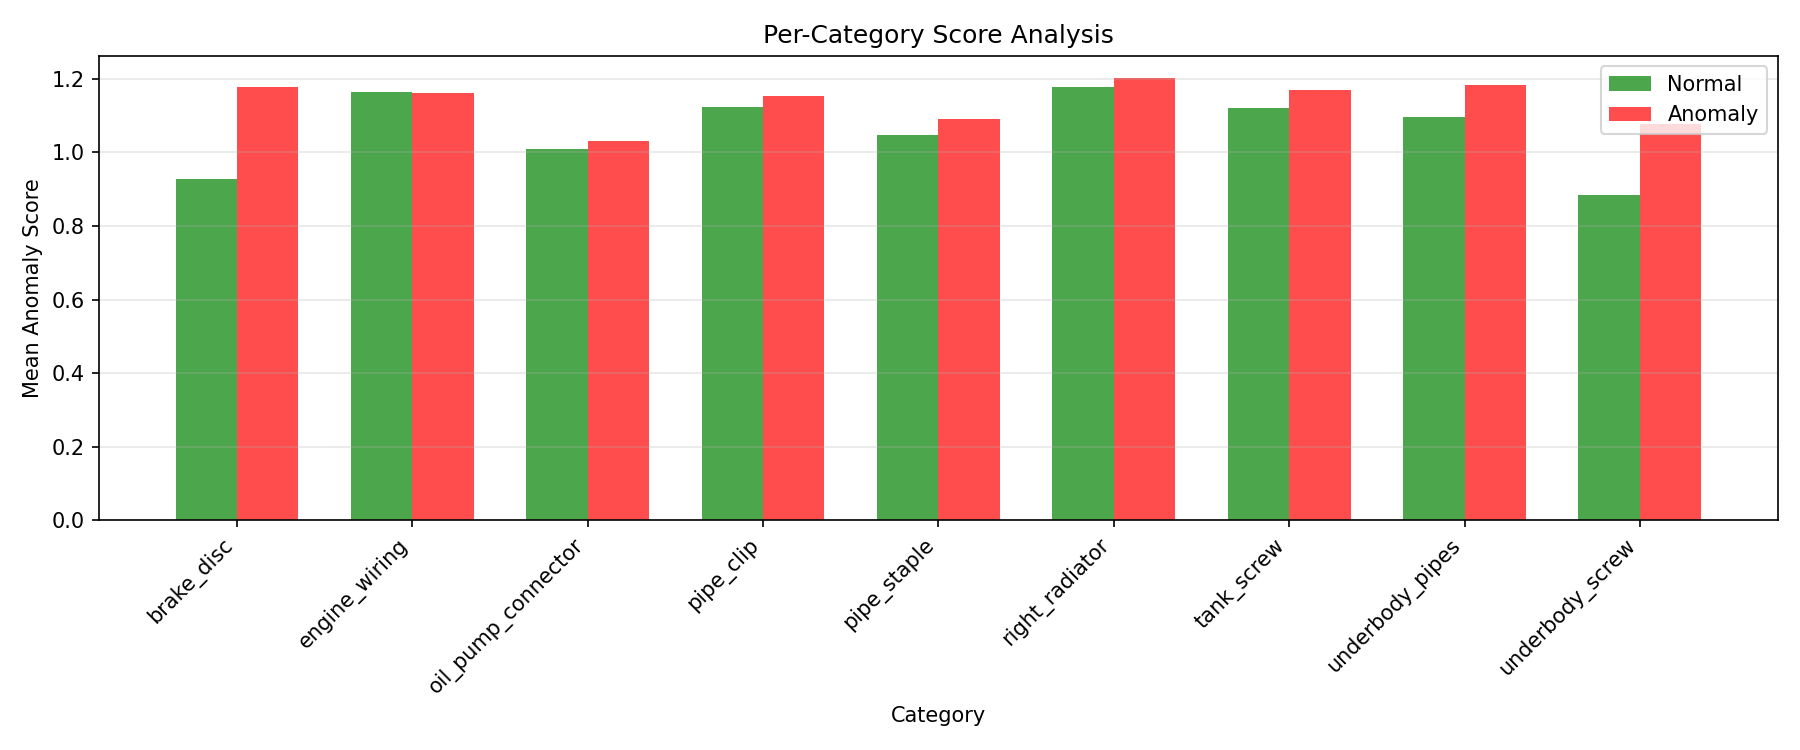 Per-Category Score Analysis
Normal
Anomaly
Mean Anomaly Score
1.2
1.0
0.8
0.6
0.4
0.2
0.0
brake_disc
engine_wiring
oil_pump_connector
pipe_clip
pipe_staple
right_radiator
tank_screw
underbody_pipes
underbody_screw
Category